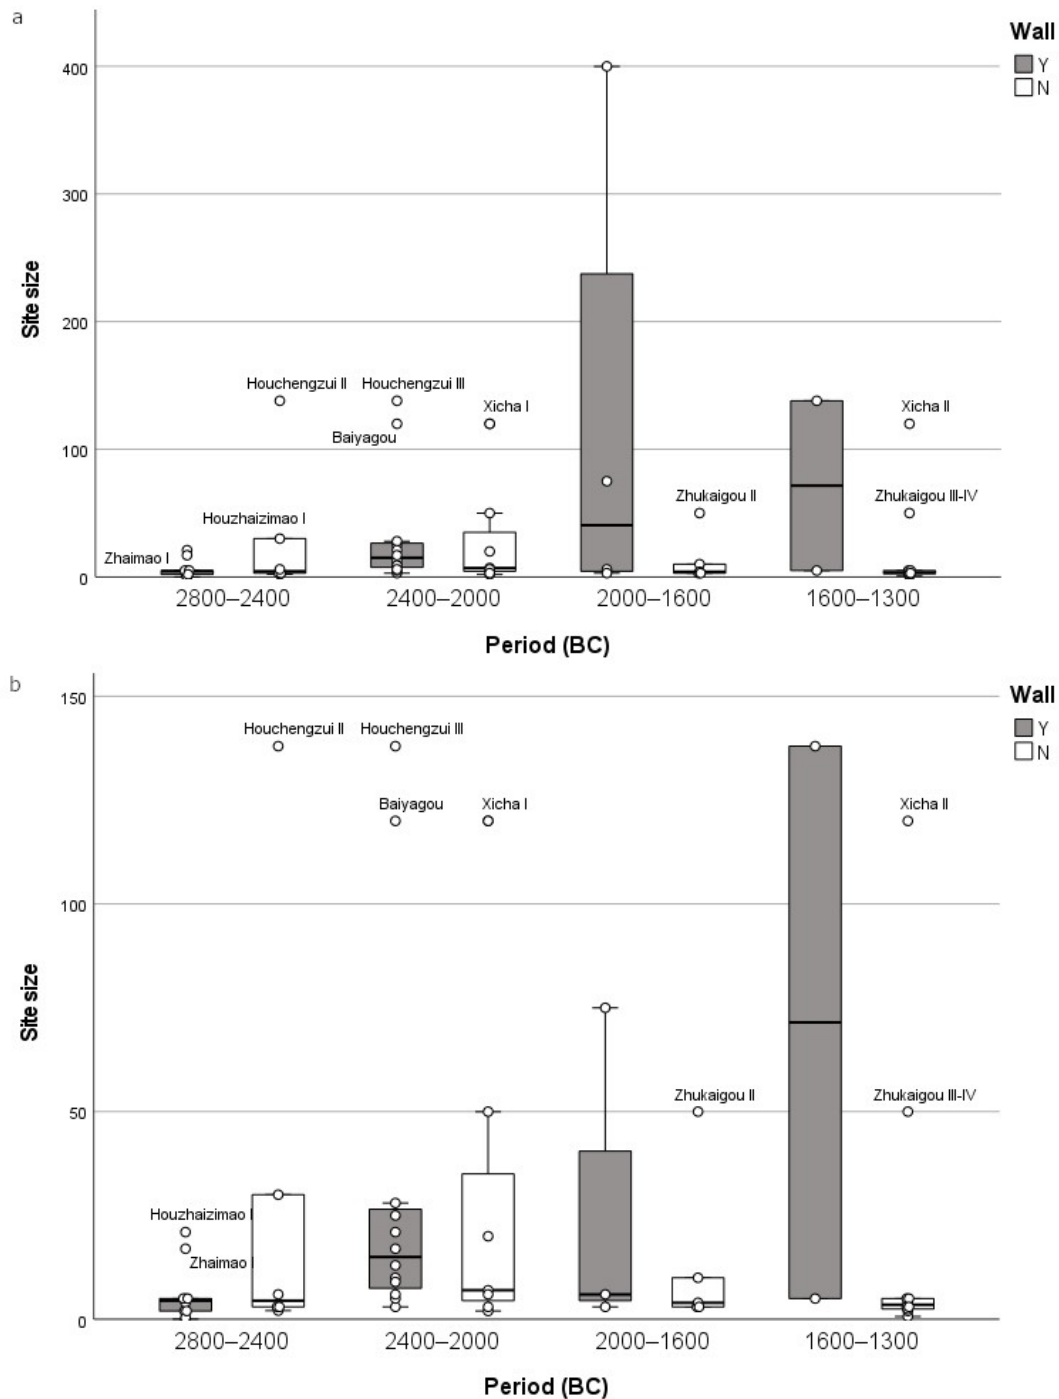 a
Wall
Y
N
400
300
200
100
0
Site size
Houchengzui II
Houchengzui III
Xicha I
Xicha II
Baiyagou
Zhukaigou II
Zhukaigou III-IV
Houzhaizimao I
Zhaimao I
2800–2400
2400–2000
2000–1600
1600–1300
Period (BC)
b
Wall
Y
N
150
100
50
0
Site size
Houchengzui II
Houchengzui III
Baiyagou
Xicha I
Xicha II
Zhukaigou II
Zhukaigou III-IV
Houzhaizimao I
Zhaimao I
2800–2400
2400–2000
2000–1600
1600–1300
Period (BC)